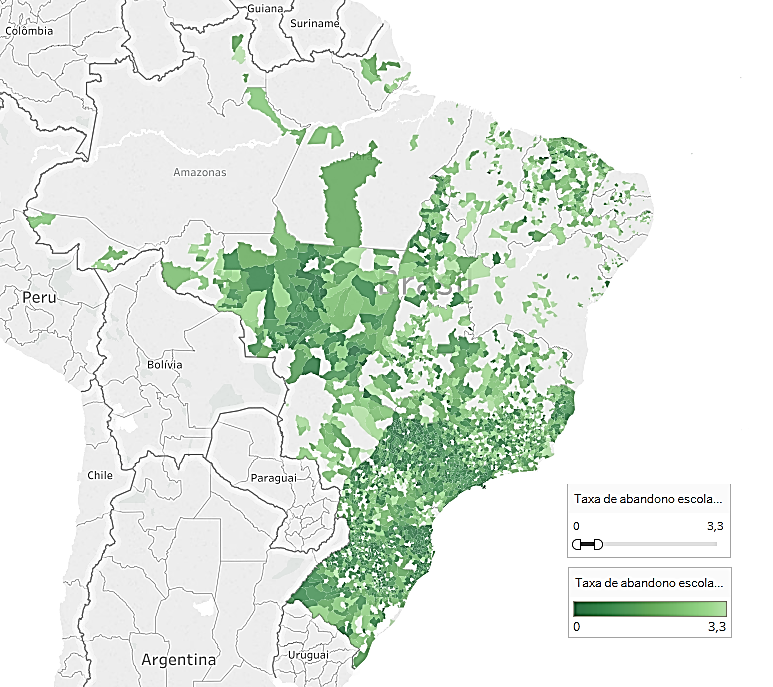 Guiana
Suriname
Colômbia
Amazonas
Brasil
Peru
Bolívia
Chile
Paraguai
Taxa de abandono escola...
0 3,3
Taxa de abandono escola...
0 3,3
Uruguai
Argentina